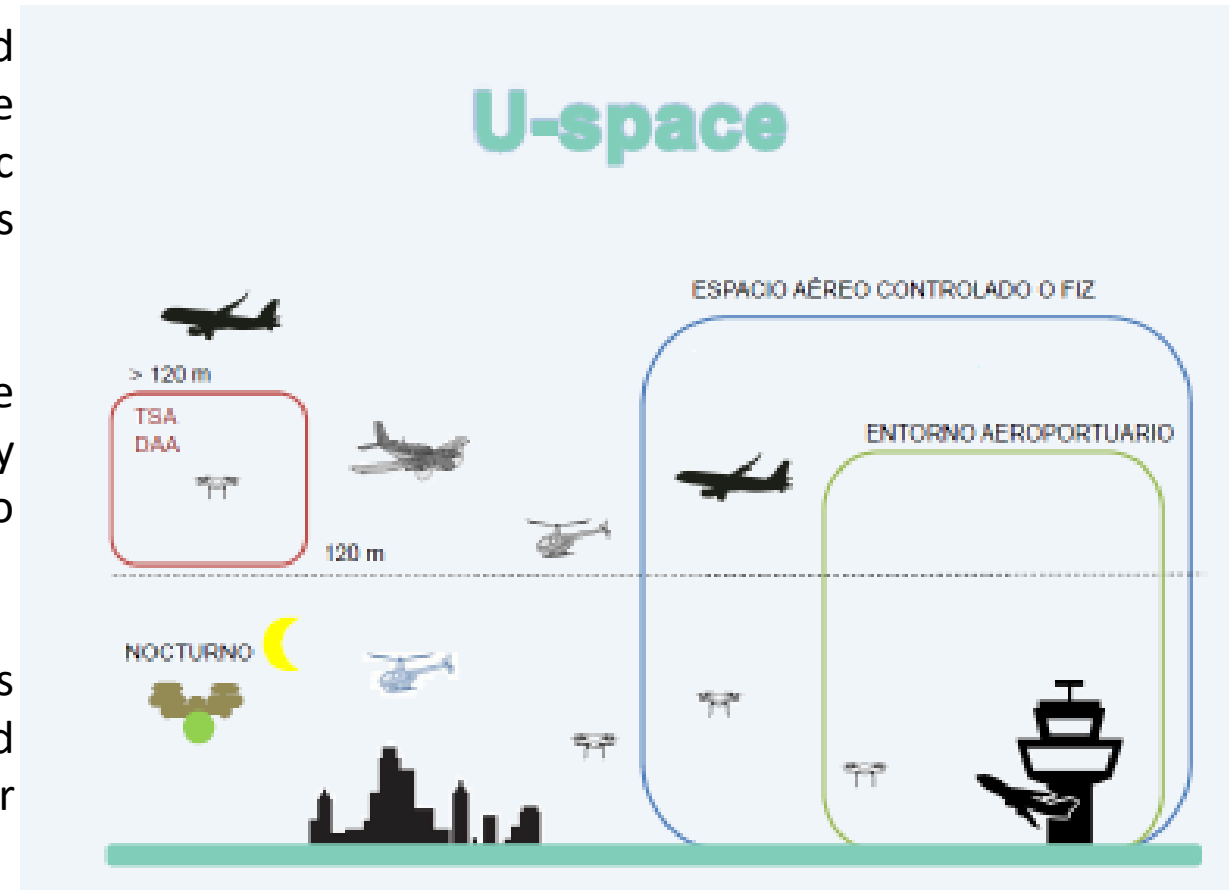 d
e
c
s
e
y
o
s
d
r
U-space
ESPACIO AÉREO CONTROLADO O FIZ
> 120 m
TSA
DAA
ENTORNO AEROPORTUARIO
120 m
NOCTURNO